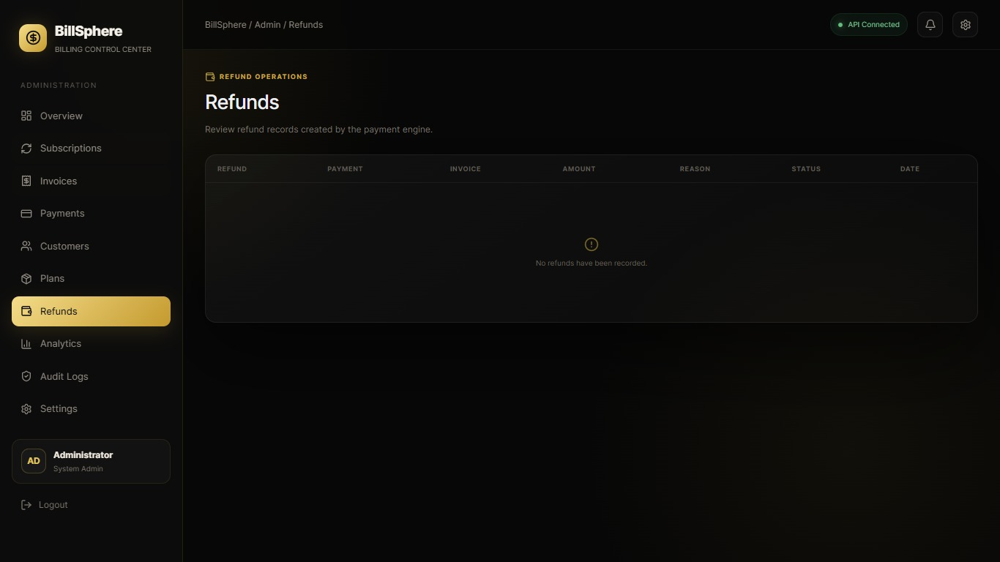 BillSphere
BILLING CONTROL CENTER
ADMINISTRATION
Overview
Subscriptions
Invoices
Payments
Customers
Plans
Refunds
Analytics
Audit Logs
Settings
AD
Administrator
System Admin
Logout
BillSphere / Admin / Refunds
API Connected
REFUND OPERATIONS
Refunds
Review refund records created by the payment engine.
REFUND PAYMENT INVOICE AMOUNT REASON STATUS DATE
No refunds have been recorded.